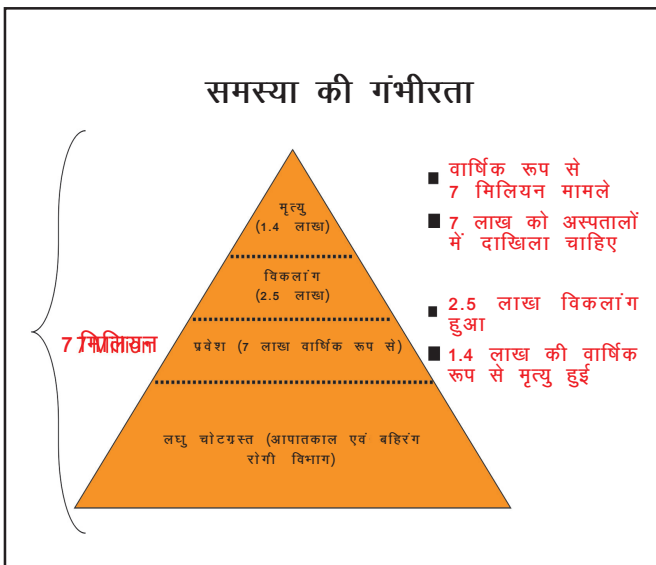 समस्या की गंभीरता
मृत्यु
(1.4 लाख)
विकलांग
(2.5 लाख)
प्रवेश (7 लाख वार्षिक रूप से)
लघु चोटग्रस्त (आपातकाल एवं बहिरंग
रोगी विभाग)
7 मिलियन
वार्षिक रूप से
7 मिलियन मामले
7 लाख को अस्पतालों
में दाखिला चाहिए
2.5 लाख विकलांग
हुआ
1.4 लाख की वार्षिक
रूप से मृत्यु हुई